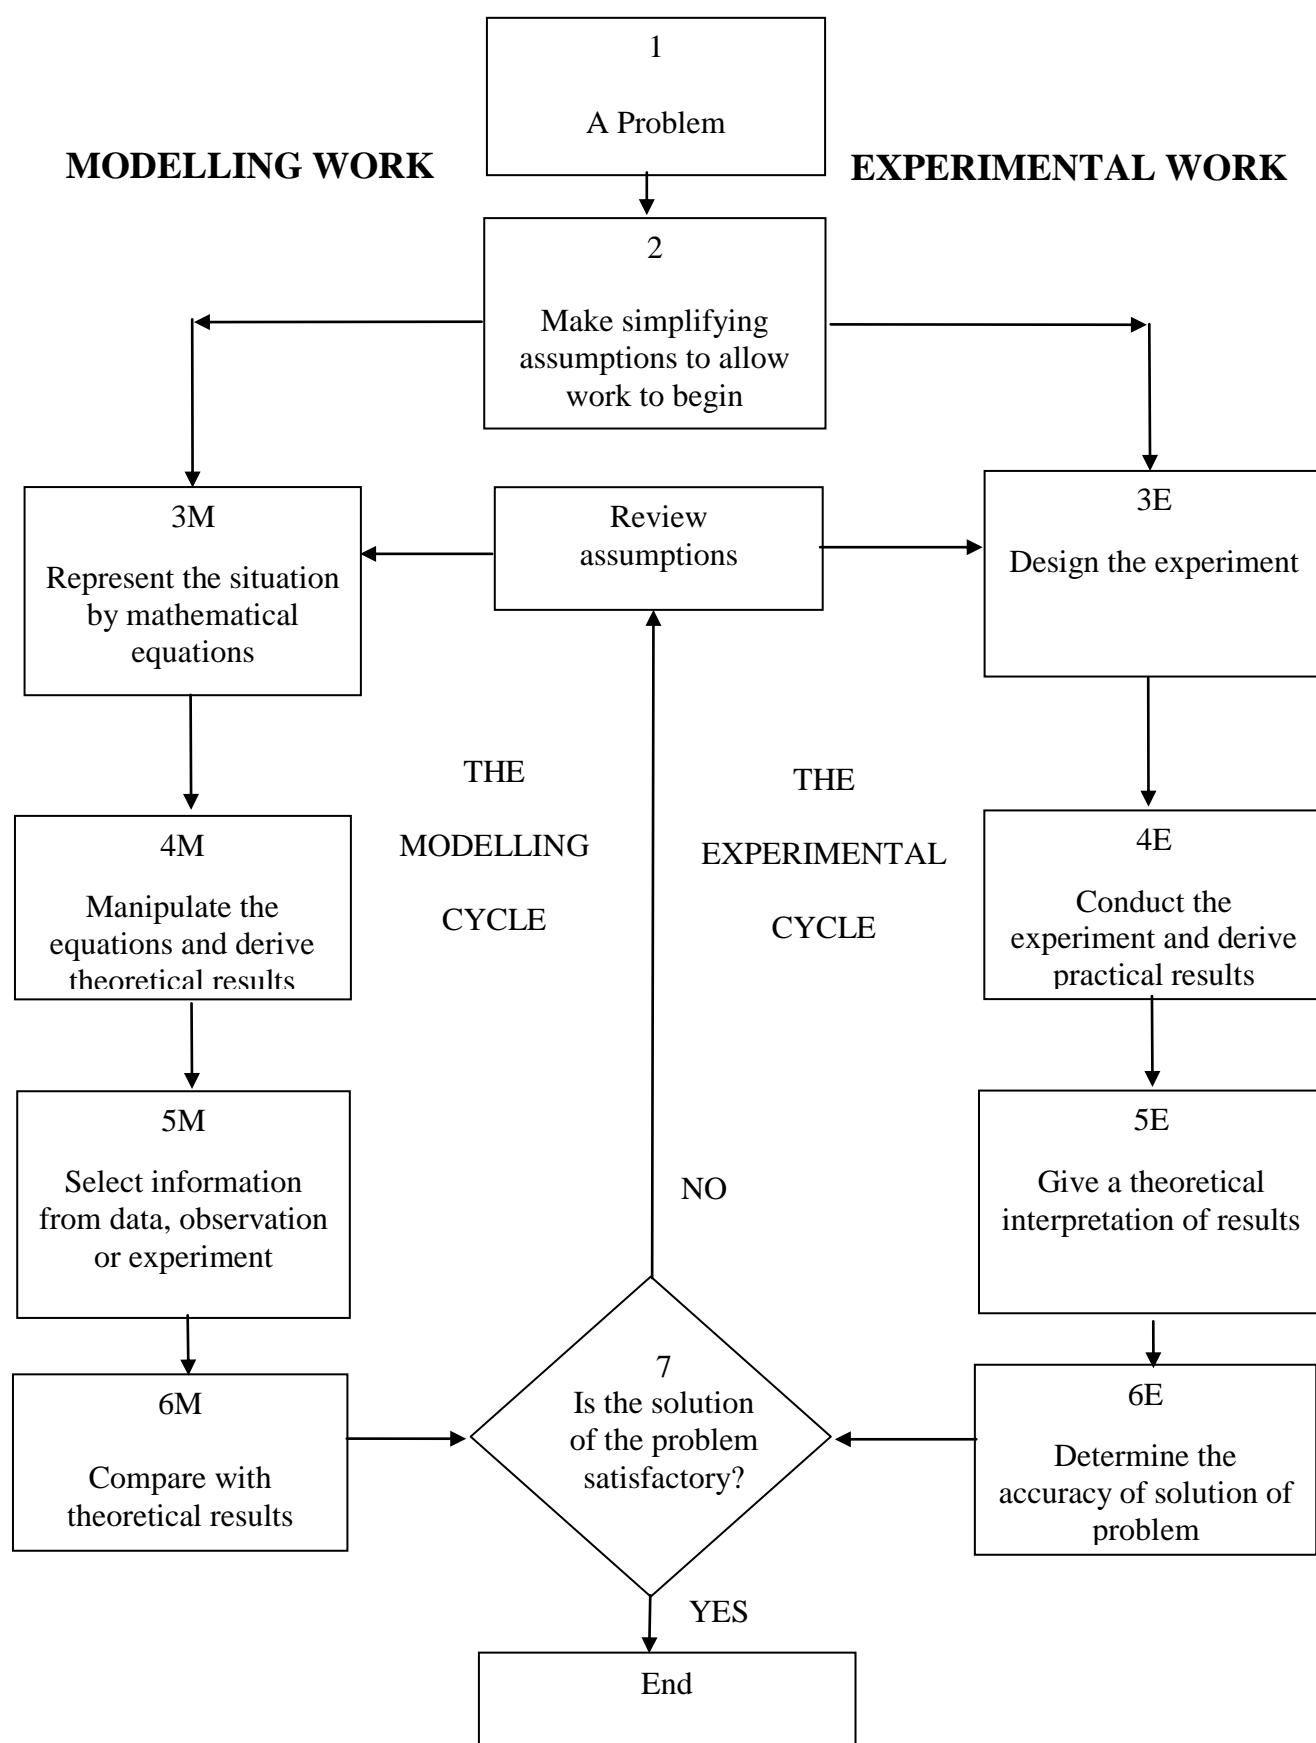 1
A Problem
MODELLING WORK
EXPERIMENTAL WORK
2
Make simplifying
assumptions to allow
work to begin
3M
Represent the situation
by mathematical
equations
Review
assumptions
3E
Design the experiment
THE
MODELLING
CYCLE
THE
EXPERIMENTAL
CYCLE
4M
Manipulate the
equations and derive
theoretical results
4E
Conduct the
experiment and derive
practical results
5M
Select information
from data, observation
or experiment
NO
5E
Give a theoretical
interpretation of results
6M
Compare with
theoretical results
7
Is the solution
of the problem
satisfactory?
6E
Determine the
accuracy of solution of
problem
YES
End